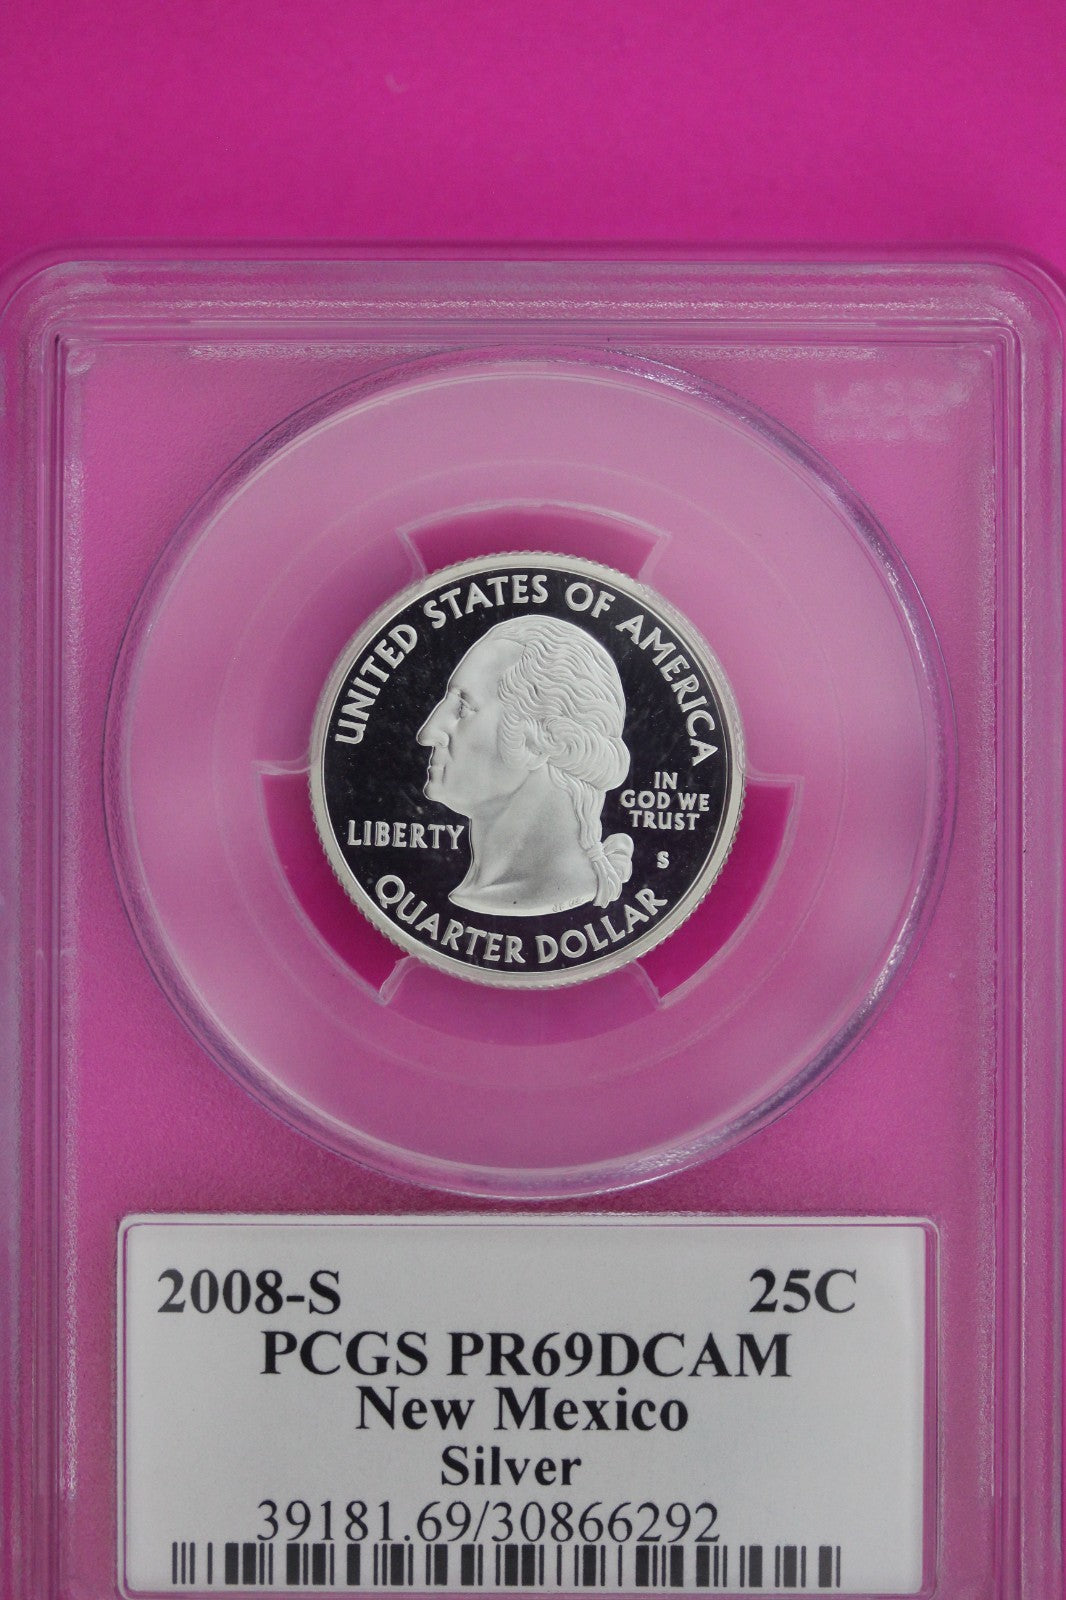 UNITED STATES OF AMERICA
LIBERTY
IN
GOD WE
TRUST
S
QUARTER DOLLAR
2008-S 25C
PCGS PR69DCAM
New Mexico
Silver
39181.69/30866292